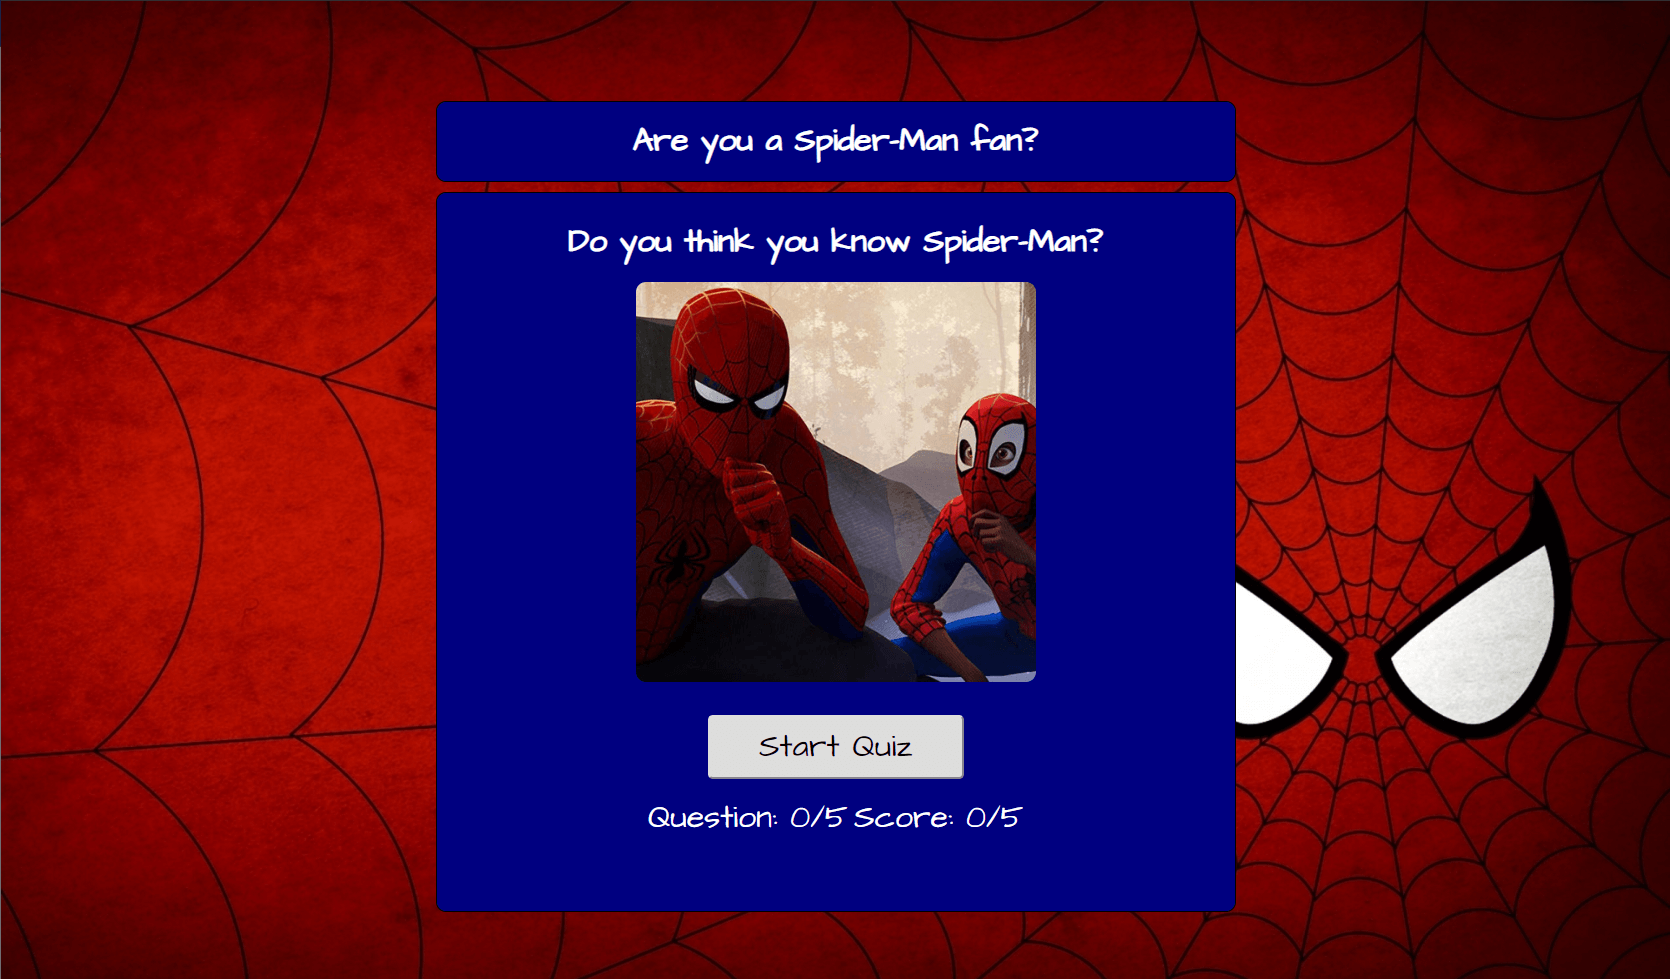 Are you a Spider-Man fan?
Do you think you know Spider-Man?
Start Quiz
Question: 0/5 Score: 0/5